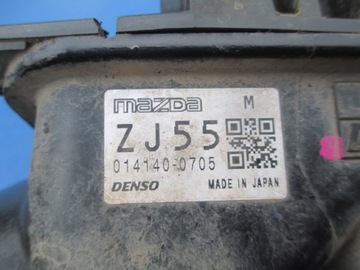 mazda M
ZJ55
014140-0705
DENSO MADE IN JAPAN